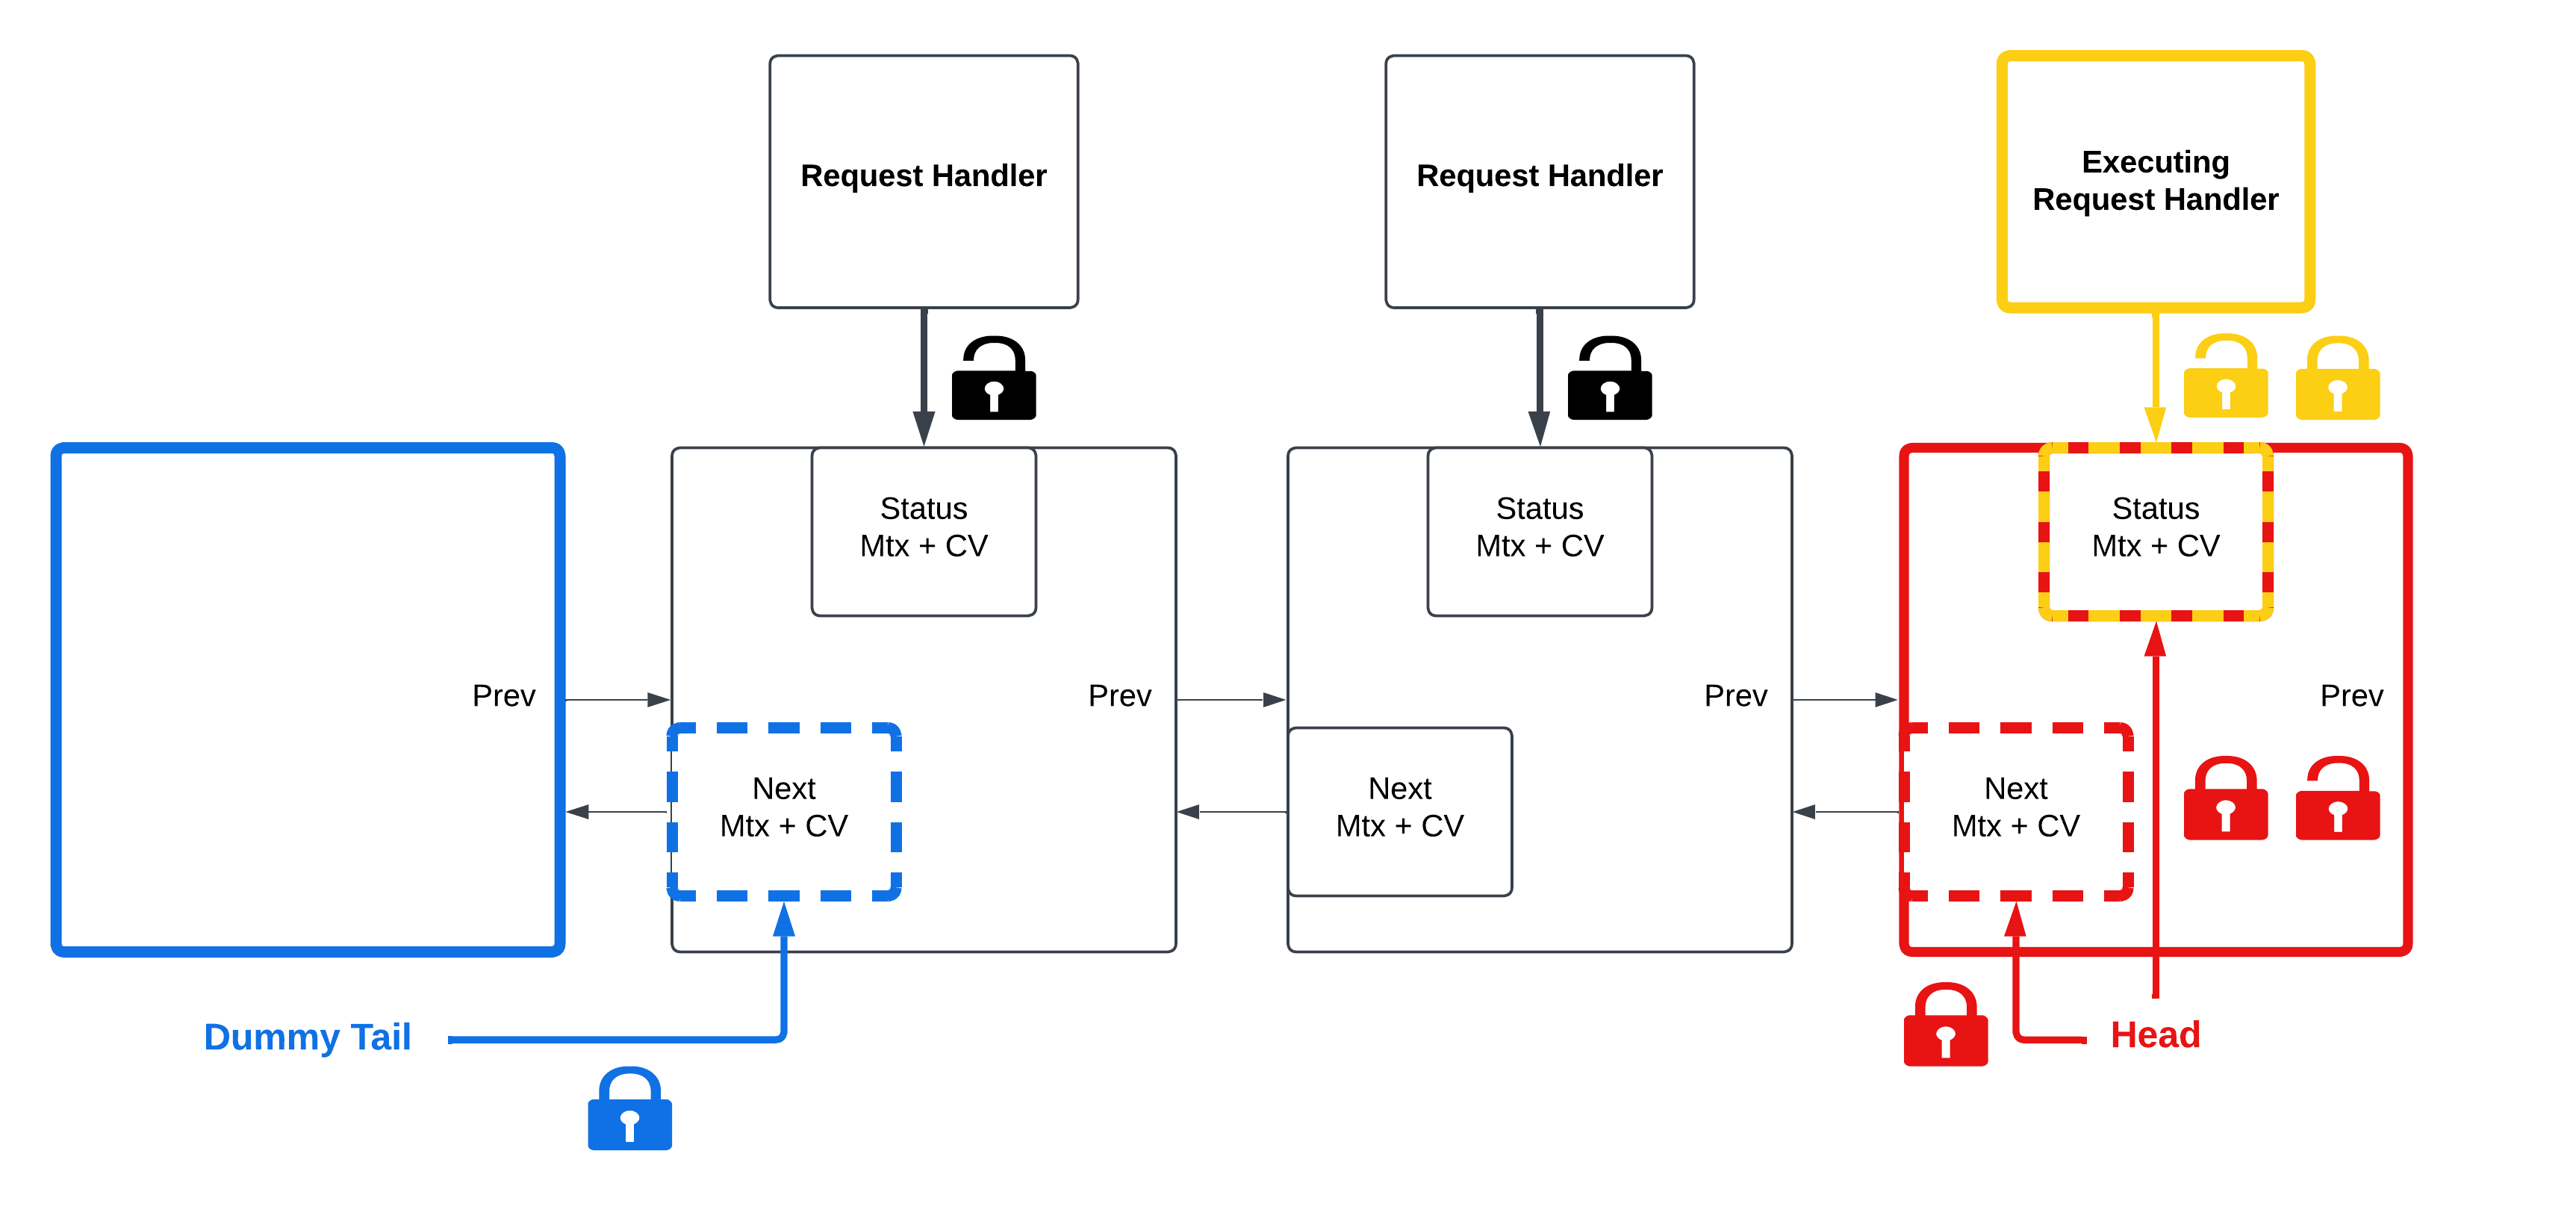 Request Handler
Request Handler
Executing
Request Handler
Status
Mtx + CV
Status
Mtx + CV
Status
Mtx + CV
Prev
Prev
Prev
Prev
Next
Mtx + CV
Next
Mtx + CV
Next
Mtx + CV
Dummy Tail
Head